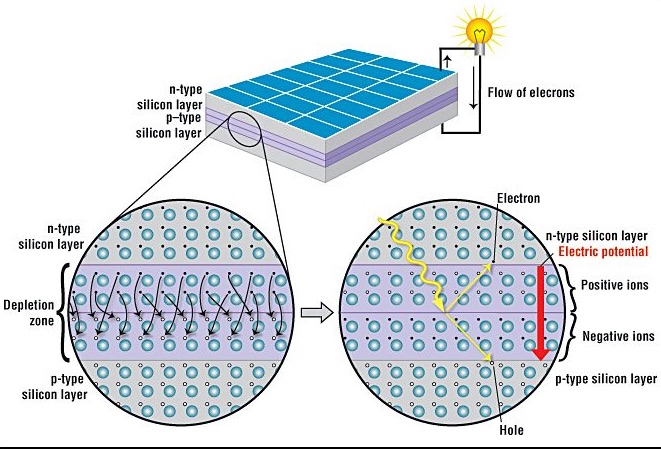 n-type
silicon layer
p–type
silicon layer
Flow of elecrons
n-type
silicon layer
Depletion
zone
p-type
silicon layer
Electron
n-type silicon layer
Electric potential
Positive ions
Negative ions
p-type silicon layer
Hole